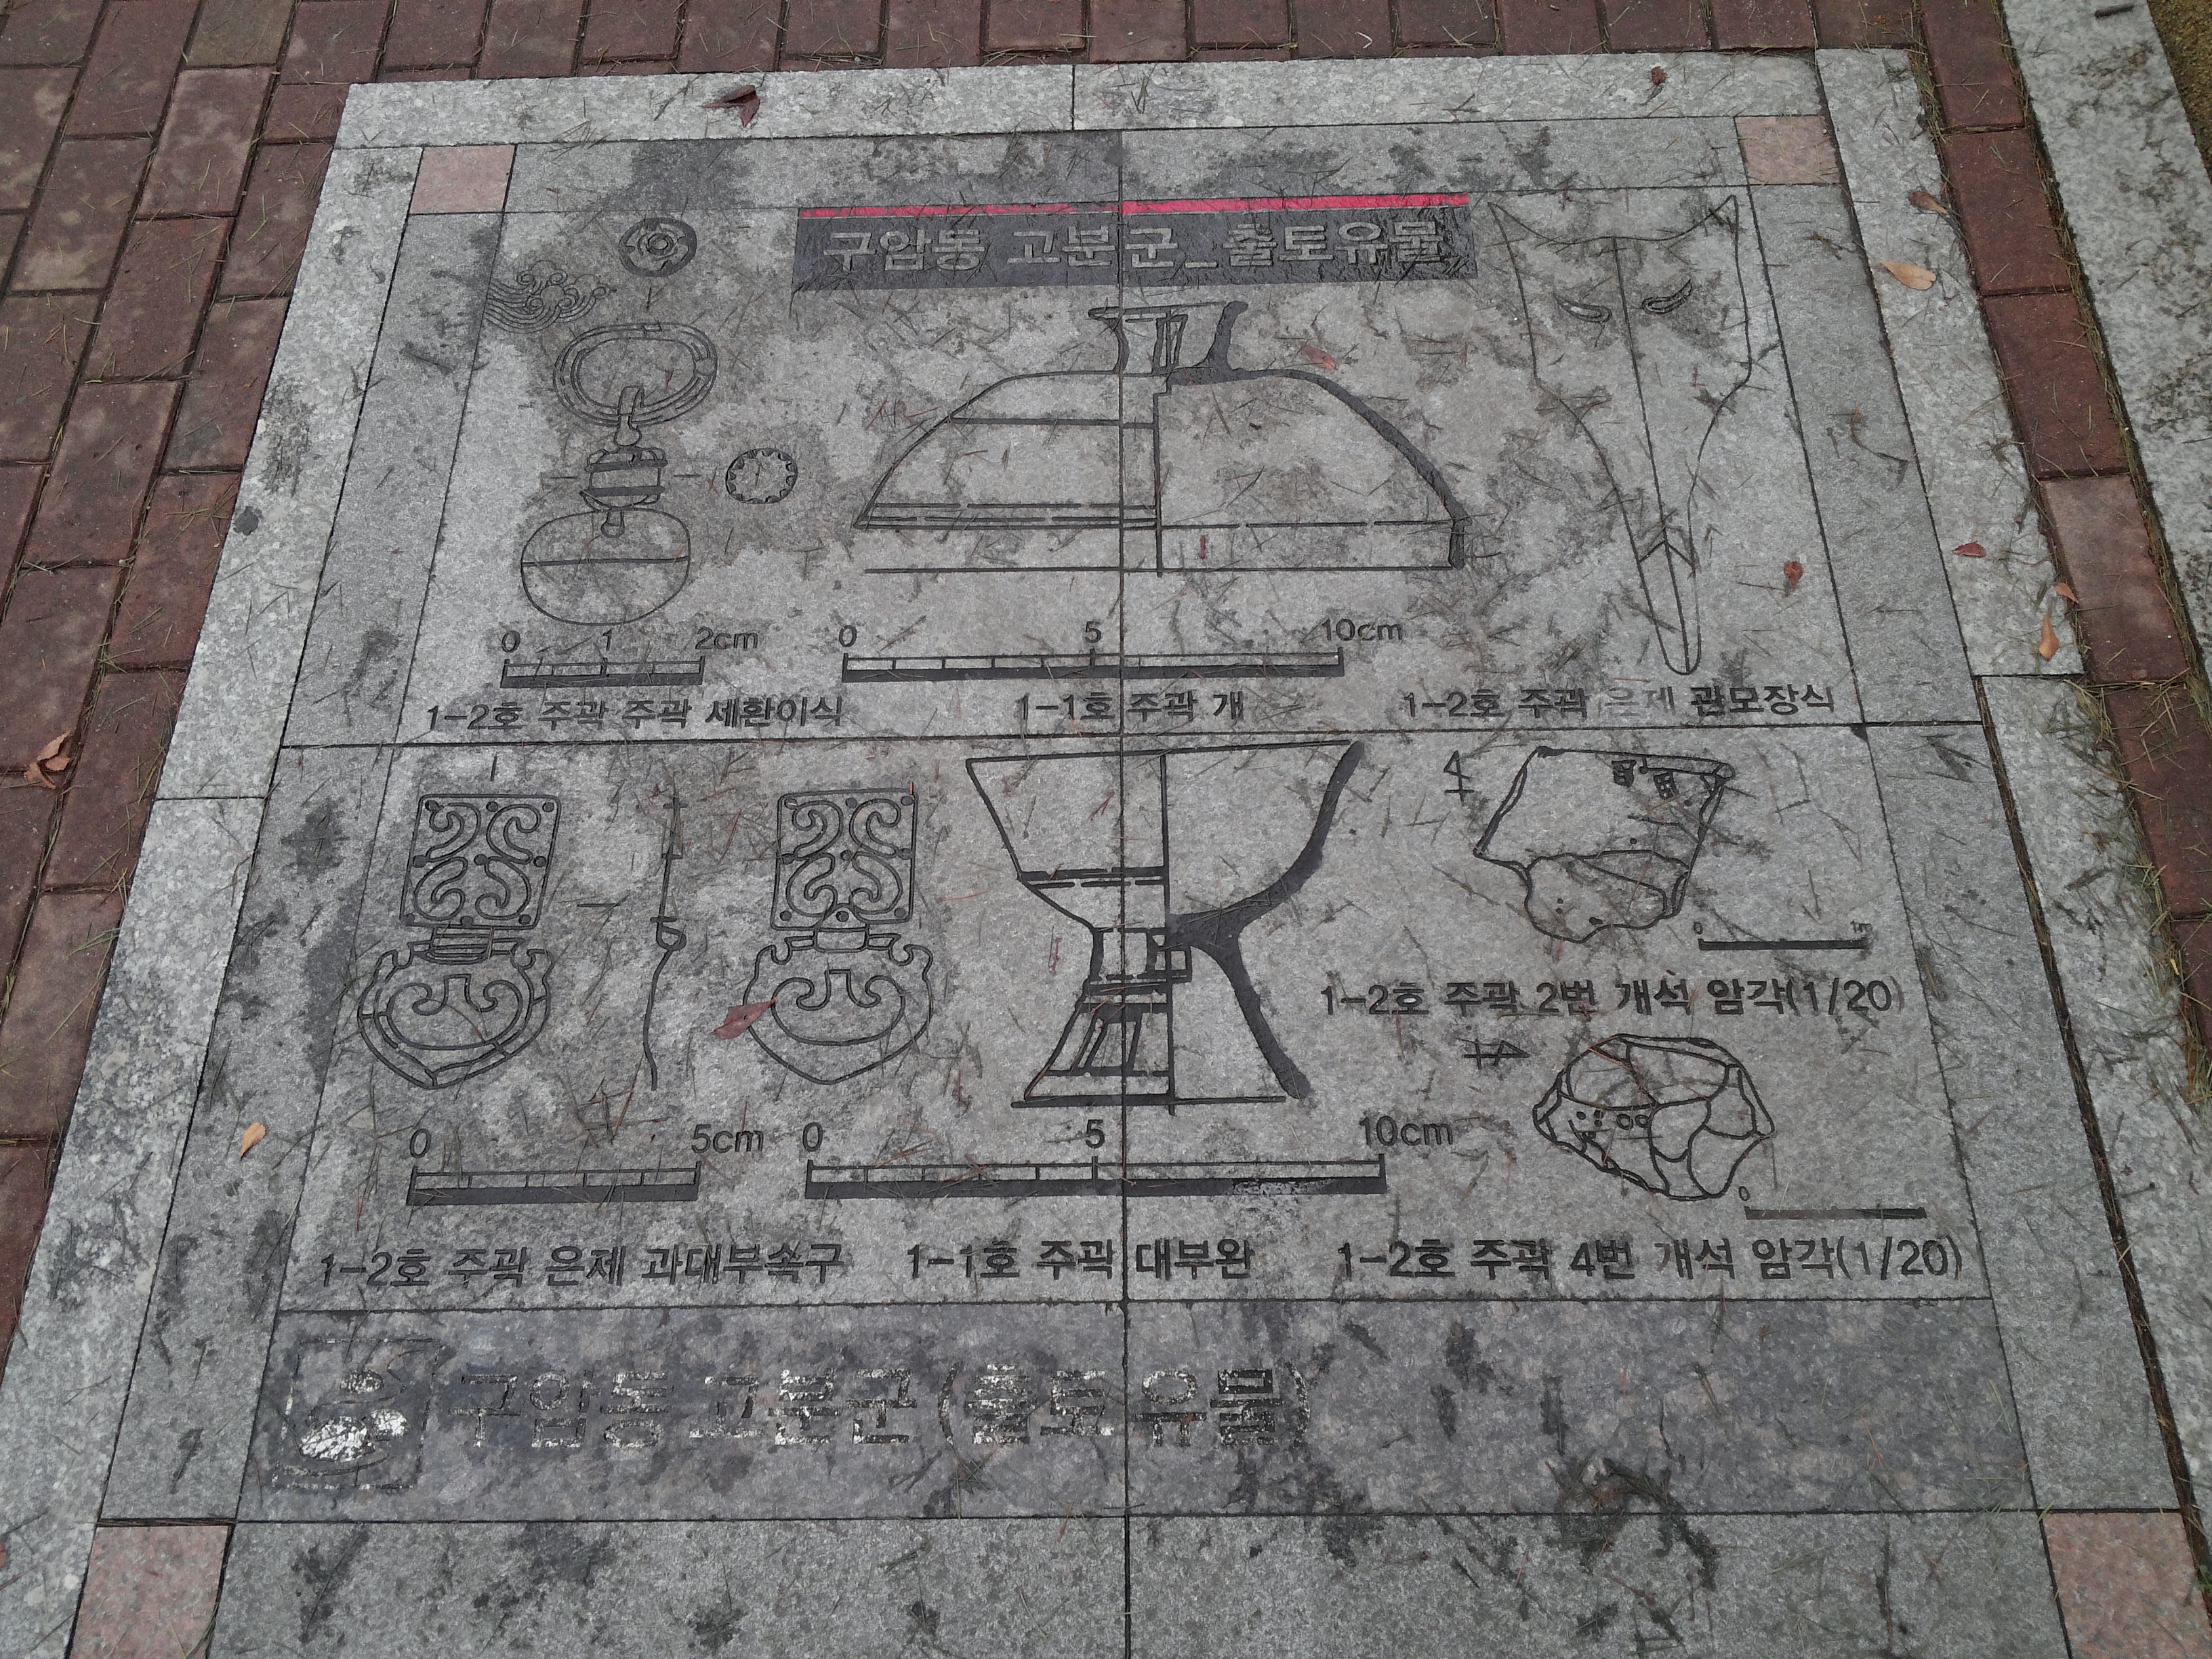 구암동 고분군_출토유물
0 1 2cm
0 5 10cm
1-2호 주곽 주곽 세환이식
1-1호 주곽 개
1-2호 주곽 은제 관모장식
0 1m
1-2호 주곽 2번 개석 암각(1/20)
0 5cm
0 5 10cm
0
1-2호 주곽 은제 과대부속구
1-1호 주곽 대부완
1-2호 주곽 4번 개석 암각(1/20)
구암동 고분군(출토유물)